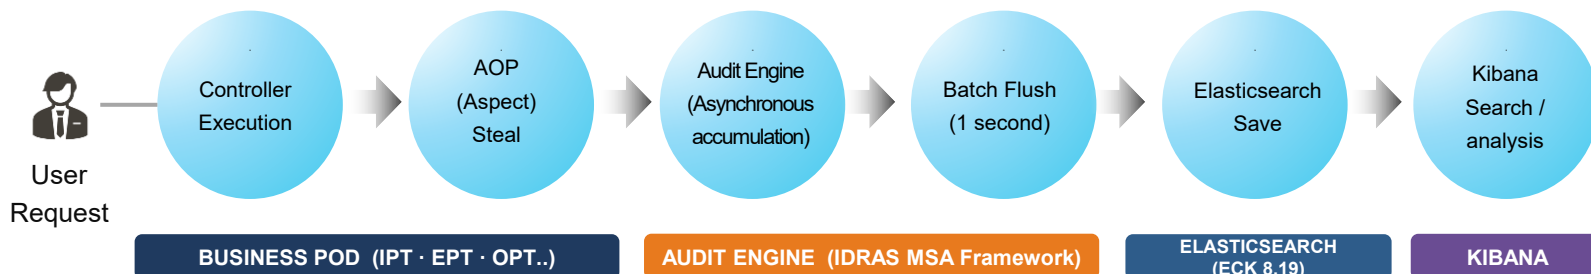 User
Request
Controller
Execution
AOP
(Aspect)
Steal
Audit Engine
(Asynchronous
accumulation)
Batch Flush
(1 second)
Elasticsearch
Save
Kibana
Search /
analysis
BUSINESS POD (IPT · EPT · OPT..)
AUDIT ENGINE (IDRAS MSA Framework)
ELASTICSEARCH
(ECK 8.19)
KIBANA